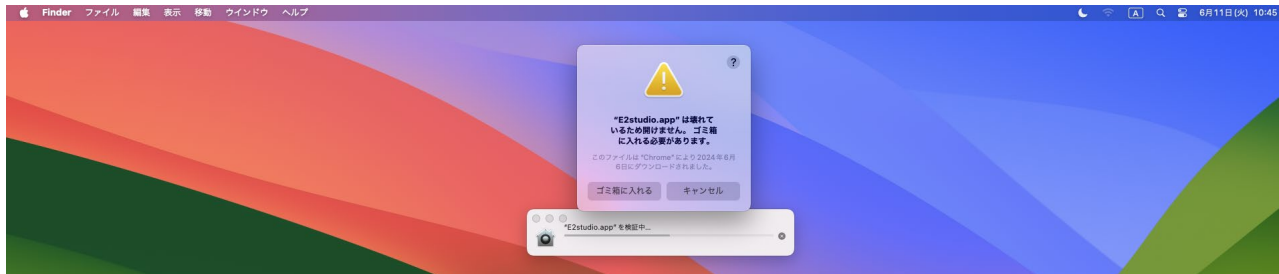 Finder ファイル 編集 表示 移動 ウインドウ ヘルプ
A 6月11日(火) 10:45
?
"E2studio.app" は壊れて
いるため開けません。 ゴミ箱
に入れる必要があります。
このファイルは "Chrome" により 2024年6月
6日にダウンロードされました。
ゴミ箱に入れる キャンセル
"E2studio.app" を検証中...